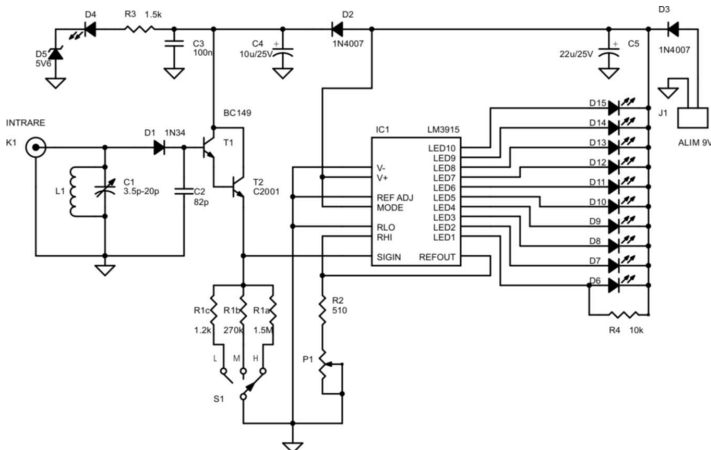 D4
R3 1.5k
D2
D3
D5
5V6
C3
100n
C4
+
10u/25V
1N4007
+
C5
22u/25V
1N4007
INTRARE
K1
D1 1N34
BC149
T1
T2
C2001
L1
C1
3.5p-20p
C2
82p
IC1 LM3915
V-
V+
REF ADJ
MODE
RLO
RHI
SIGIN
LED10
LED9
LED8
LED7
LED6
LED5
LED4
LED3
LED2
LED1
REFOUT
D15
D14
D13
D12
D11
D10
D9
D8
D7
D6
J1
ALIM 9V
R4 10k
R1c
1.2k
R1b
270k
R1a
1.5M
L M H
S1
R2
510
P1